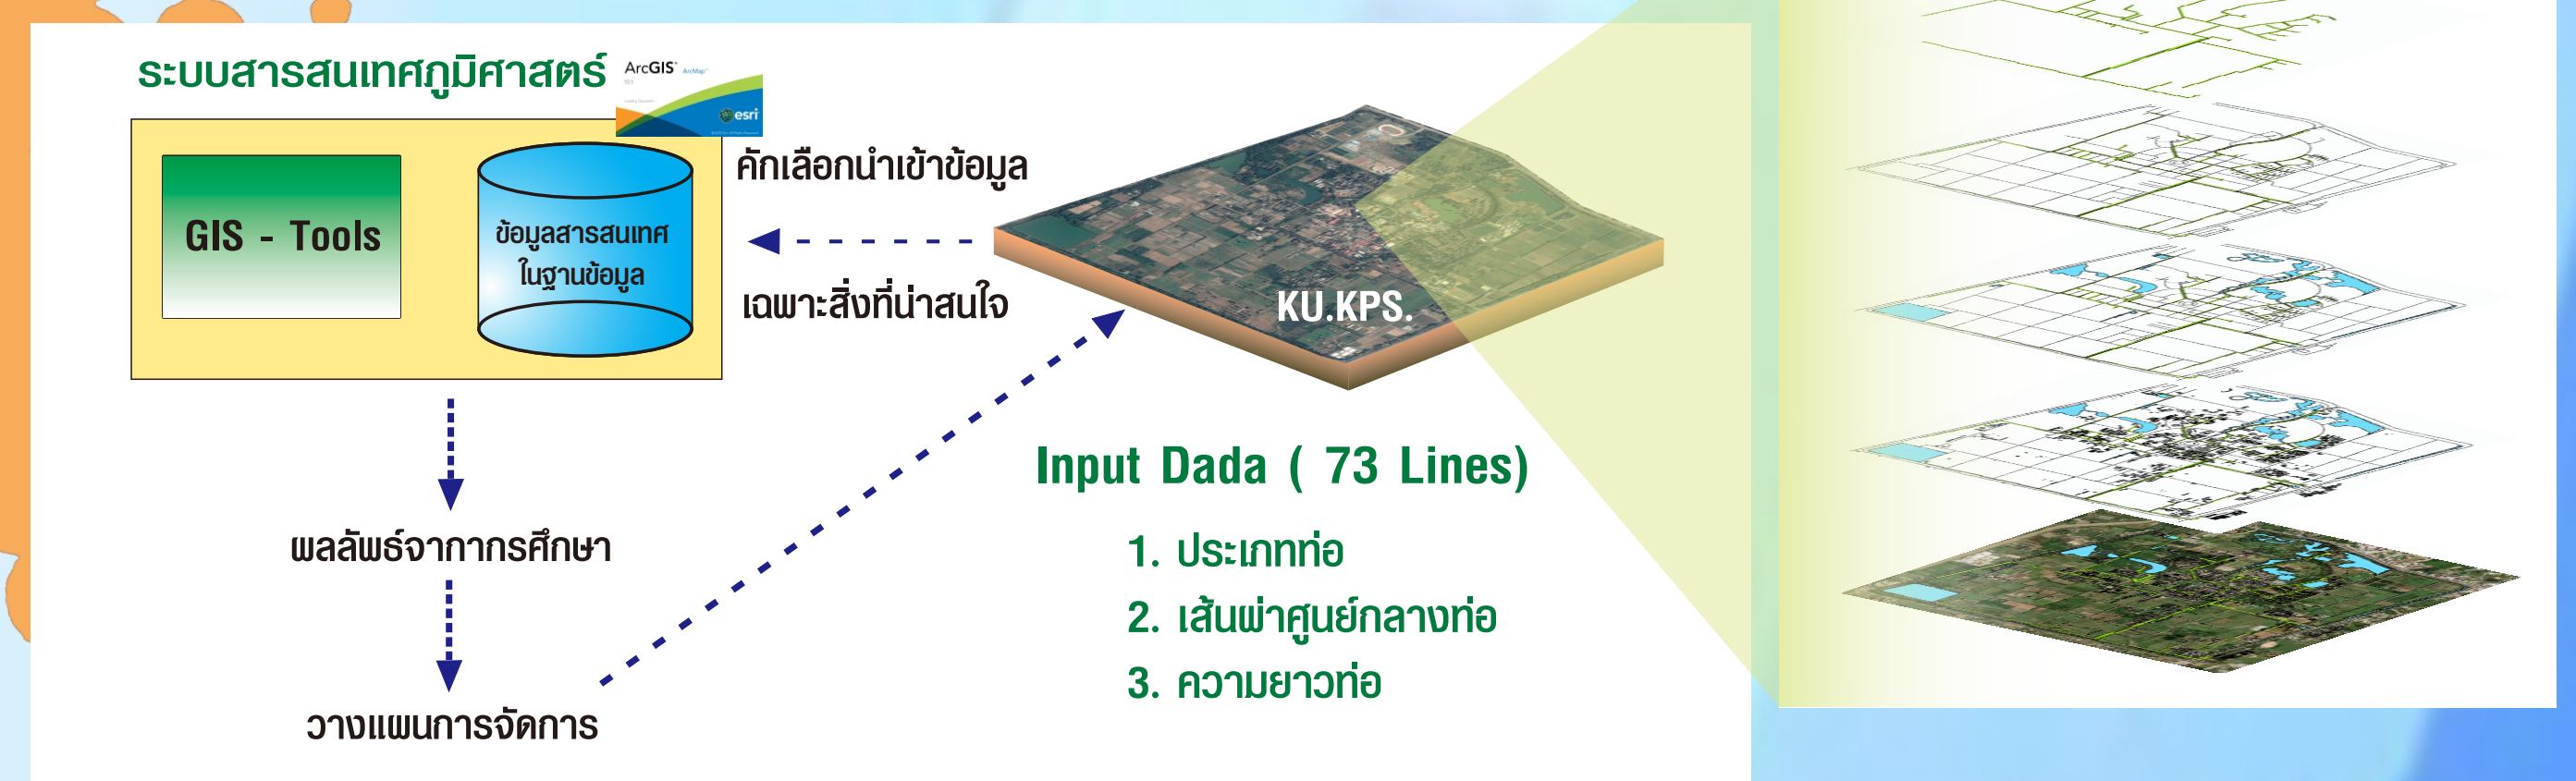 ระบบสารสนเทศภูมิศาสตร์
ArcGIS® ArcMap™
esri
GIS - Tools
ข้อมูลสารสนเทศ
ในฐานข้อมูล
คักเลือกนำเข้าข้อมูล
เฉพาะสิ่งที่น่าสนใจ
KU.KPS.
ผลลัพธ์จากากรศึกษา
วางแผนการจัดการ
Input Dada ( 73 Lines)
1. ประเภทท่อ
2. เส้นผ่าศูนย์กลางท่อ
3. ความยาวท่อ